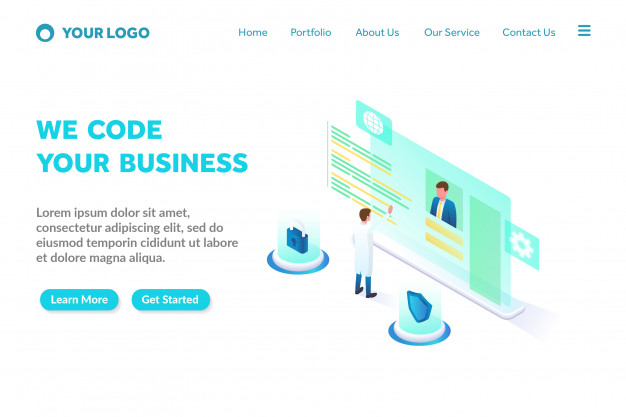 YOUR LOGO
Home Portfolio About Us Our Service Contact Us
WE CODE
YOUR BUSINESS
Lorem ipsum dolor sit amet,
consectetur adipiscing elit, sed do
eiusmod temporin cididunt ut labore
et dolore magna aliqua.
Learn More Get Started